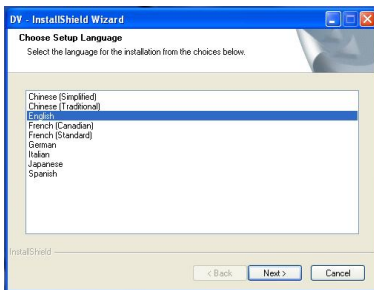 DV - InstallShield Wizard
Choose Setup Language
Select the language for the installation from the choices below.
Chinese (Simplified)
Chinese (Traditional)
English
French (Canadian)
French (Standard)
German
Italian
Japanese
Spanish
InstallShield
< Back Next > Cancel